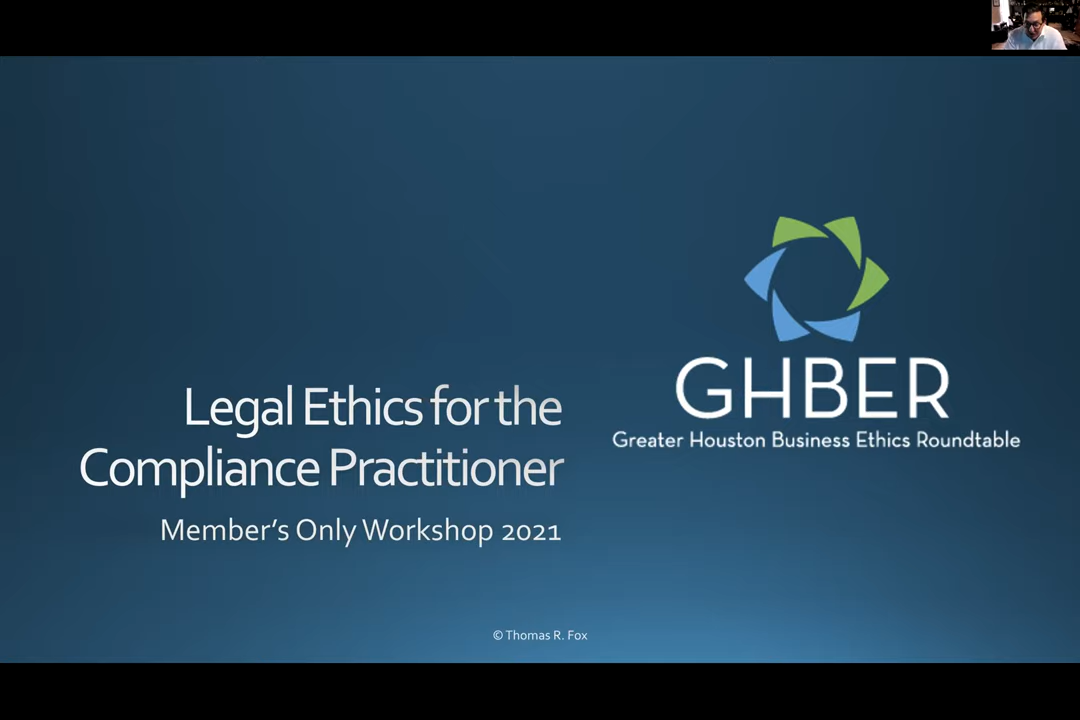 Legal Ethics for the
Compliance Practitioner
Member's Only Workshop 2021
GHBER
Greater Houston Business Ethics Roundtable
© Thomas R. Fox